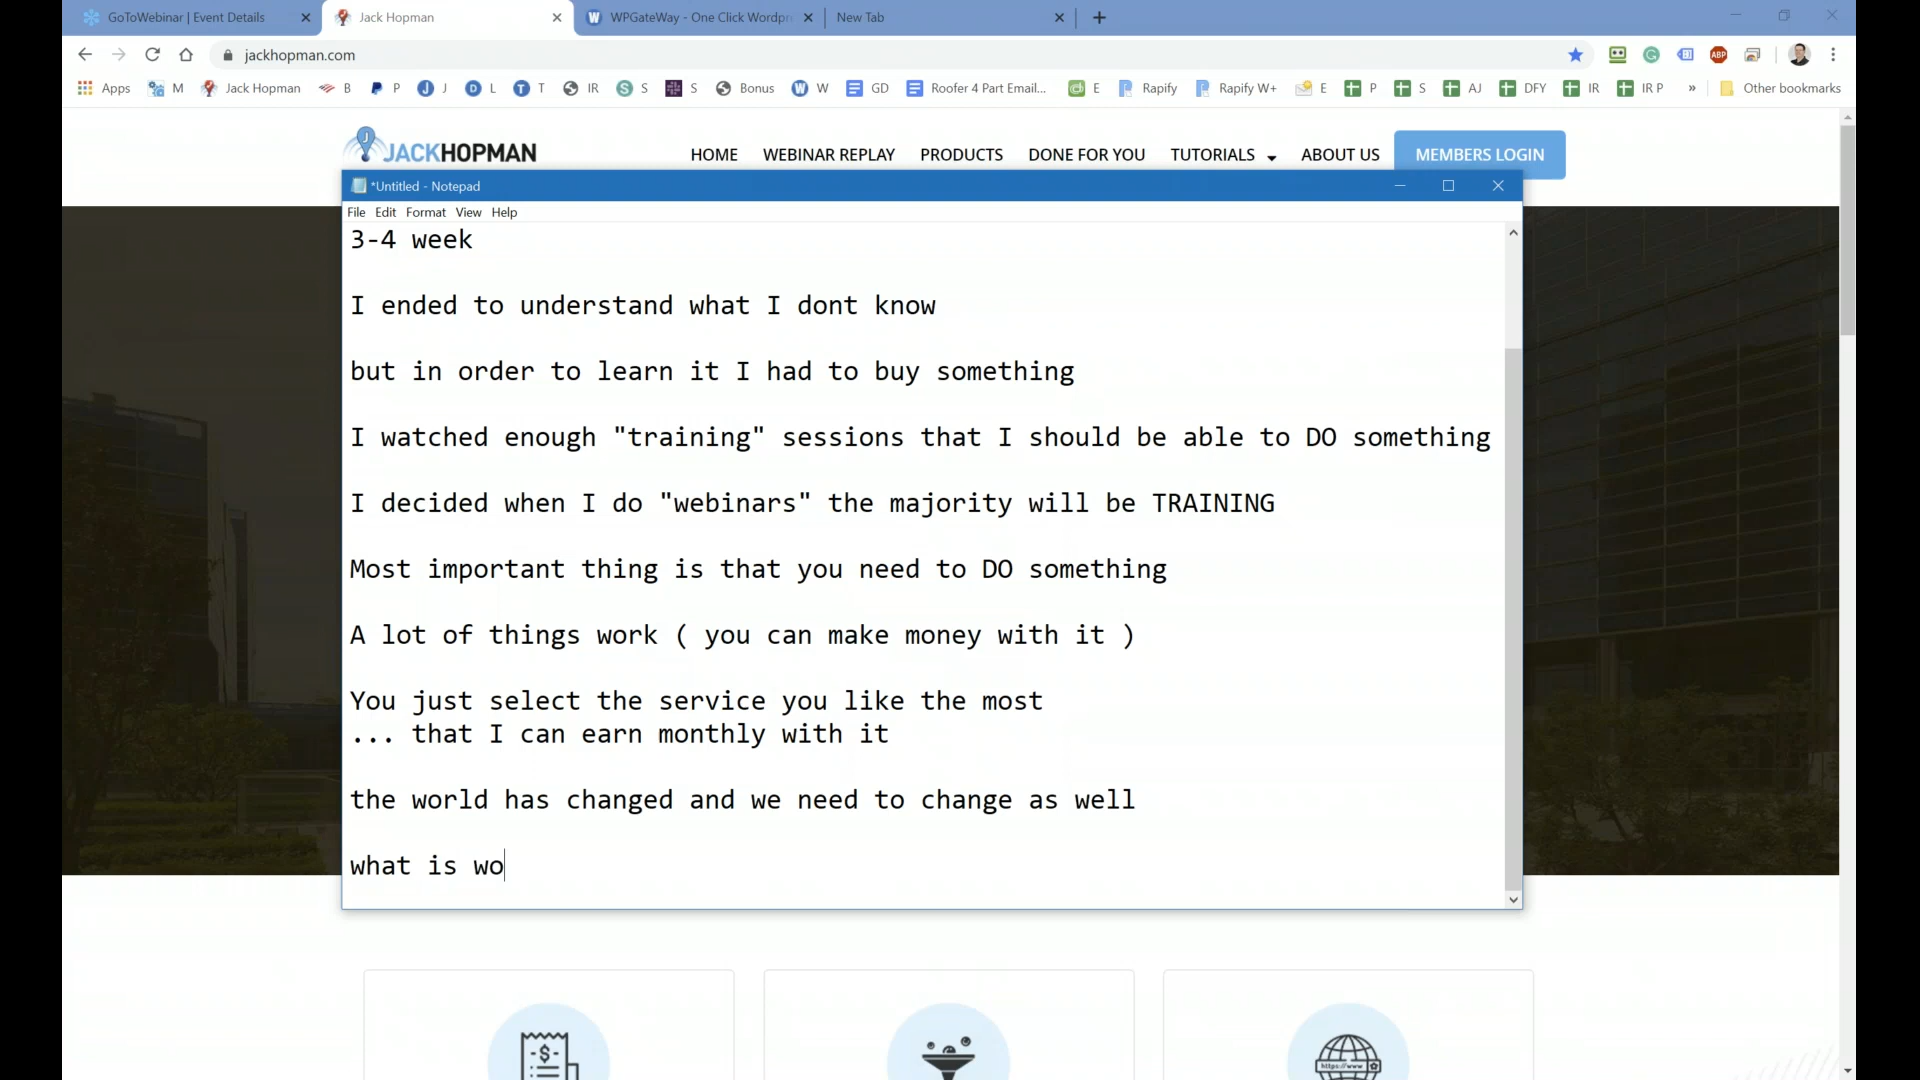 GoToWebinar | Event Details
Jack Hopman
WPGateWay - One Click Wordpr
New Tab
jackhopman.com
Apps M Jack Hopman B P J L T IR S S Bonus W GD Roofer 4 Part Email... E Rapify Rapify W+ E P S AJ DFY IR IR P » Other bookmarks
JACKHOPMAN
HOME WEBINAR REPLAY PRODUCTS DONE FOR YOU TUTORIALS ABOUT US MEMBERS LOGIN
*Untitled - Notepad
File Edit Format View Help
3-4 week
I ended to understand what I dont know
but in order to learn it I had to buy something
I watched enough "training" sessions that I should be able to DO something
I decided when I do "webinars" the majority will be TRAINING
Most important thing is that you need to DO something
A lot of things work ( you can make money with it )
You just select the service you like the most
... that I can earn monthly with it
the world has changed and we need to change as well
what is wo
-$-
https://www